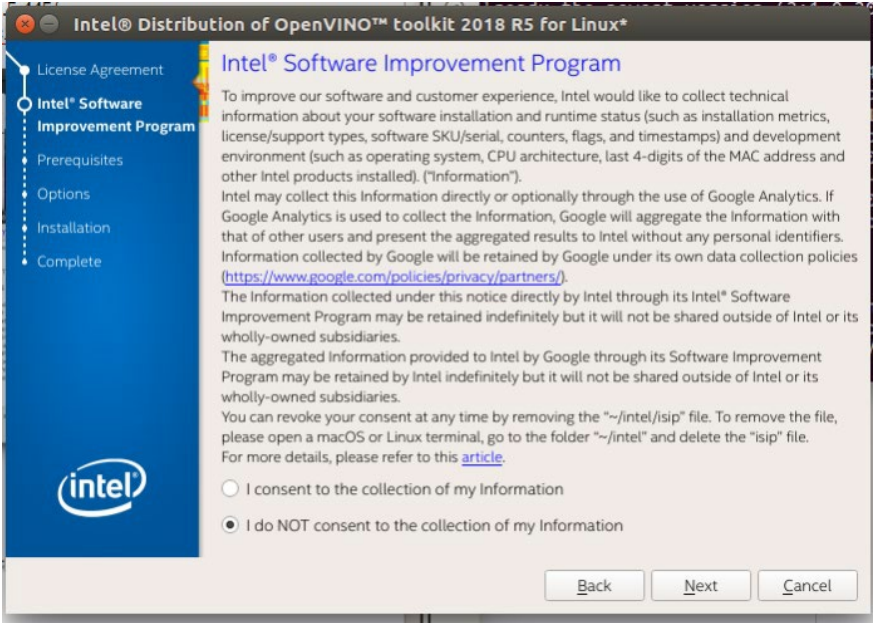 Intel® Distribution of OpenVINO™ toolkit 2018 R5 for Linux*
License Agreement
Intel® Software
Improvement Program
Prerequisites
Options
Installation
Complete
intel®
Intel® Software Improvement Program
To improve our software and customer experience, Intel would like to collect technical
information about your software installation and runtime status (such as installation metrics,
license/support types, software SKU/serial, counters, flags, and timestamps) and development
environment (such as operating system, CPU architecture, last 4-digits of the MAC address and
other Intel products installed). ("Information").
Intel may collect this Information directly or optionally through the use of Google Analytics. If
Google Analytics is used to collect the Information, Google will aggregate the Information with
that of other users and present the aggregated results to Intel without any personal identifiers.
Information collected by Google will be retained by Google under its own data collection policies
(https://www.google.com/policies/privacy/partners/).
The Information collected under this notice directly by Intel through its Intel® Software
Improvement Program may be retained indefinitely but it will not be shared outside of Intel or its
wholly-owned subsidiaries.
The aggregated Information provided to Intel by Google through its Software Improvement
Program may be retained by Intel indefinitely but it will not be shared outside of Intel or its
wholly-owned subsidiaries.
You can revoke your consent at any time by removing the "~/intel/isip" file. To remove the file,
please open a macOS or Linux terminal, go to the folder "~/intel" and delete the "isip" file.
For more details, please refer to this article.
I consent to the collection of my Information
I do NOT consent to the collection of my Information
Back
Next
Cancel